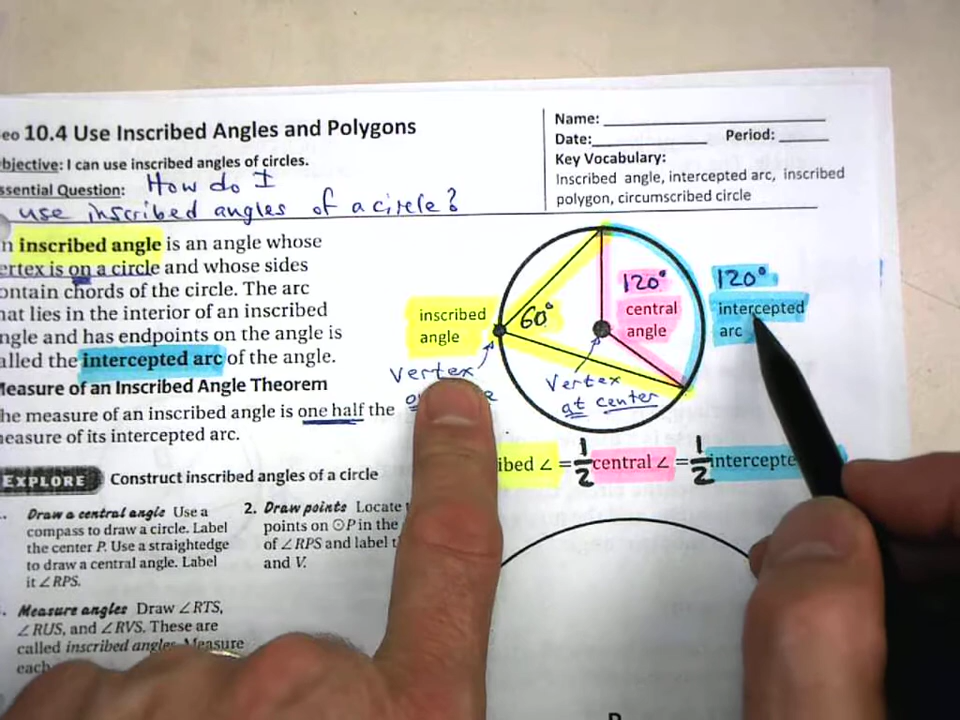 eo 10.4 Use Inscribed Angles and Polygons
bjective: I can use inscribed angles of circles.
ssential Question: How do I
use inscribed angles of a circle?
Name:
Date: Period:
Key Vocabulary:
Inscribed angle, intercepted arc, inscribed
polygon, circumscribed circle
n inscribed angle is an angle whose
ertex is on a circle and whose sides
ontain chords of the circle. The arc
hat lies in the interior of an inscribed
ngle and has endpoints on the angle is
alled the intercepted arc of the angle.
Measure of an Inscribed Angle Theorem
he measure of an inscribed angle is one half the
measure of its intercepted arc.
inscribed
angle
60°
120°
central
angle
120°
intercepted
arc
vertex
vertex
at center
ibed ∠ = 1/2 central ∠ = 1/2 intercepte
EXPLORE Construct inscribed angles of a circle
Draw a central angle Use a
compass to draw a circle. Label
the center P. Use a straightedge
to draw a central angle. Label
it ∠RPS.
2. Draw points Locate
points on ⊙P in the
of ∠RPS and label
and V.
Measure angles Draw ∠RTS,
∠RUS, and ∠RVS. These are
called inscribed angles. Measure
each